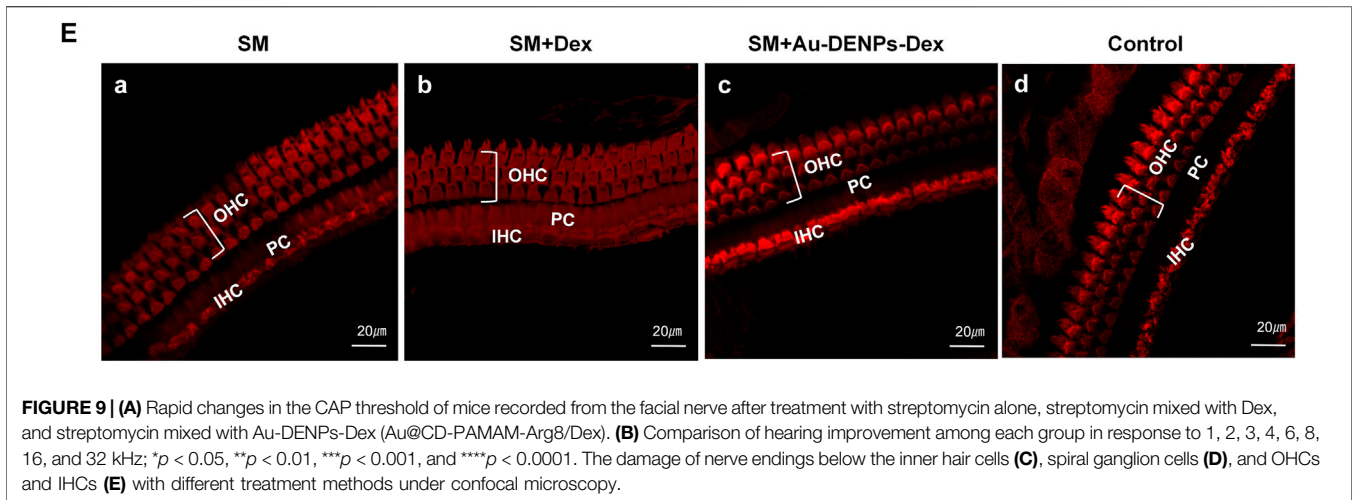 E
SM
SM+Dex
SM+Au-DENPs-Dex
Control
a
OHC
PC
IHC
20μm
b
OHC
PC
IHC
20μm
c
OHC
PC
IHC
20μm
d
OHC
PC
IHC
20μm
FIGURE 9 | (A) Rapid changes in the CAP threshold of mice recorded from the facial nerve after treatment with streptomycin alone, streptomycin mixed with Dex,
and streptomycin mixed with Au-DENPs-Dex (Au@CD-PAMAM-Arg8/Dex). (B) Comparison of hearing improvement among each group in response to 1, 2, 3, 4, 6, 8,
16, and 32 kHz; *p < 0.05, **p < 0.01, ***p < 0.001, and ****p < 0.0001. The damage of nerve endings below the inner hair cells (C), spiral ganglion cells (D), and OHCs
and IHCs (E) with different treatment methods under confocal microscopy.